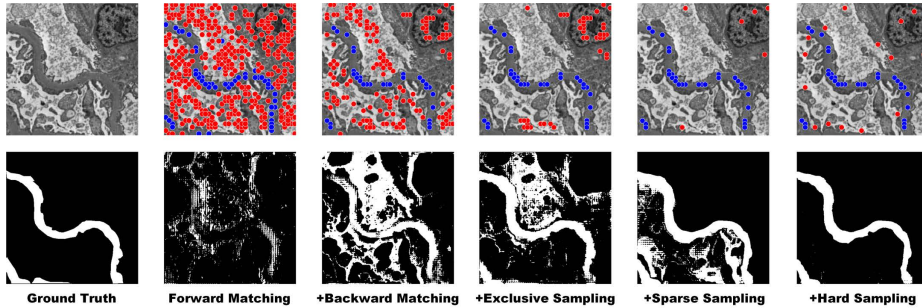 Ground Truth
Forward Matching
+Backward Matching
+Exclusive Sampling
+Sparse Sampling
+Hard Sampling